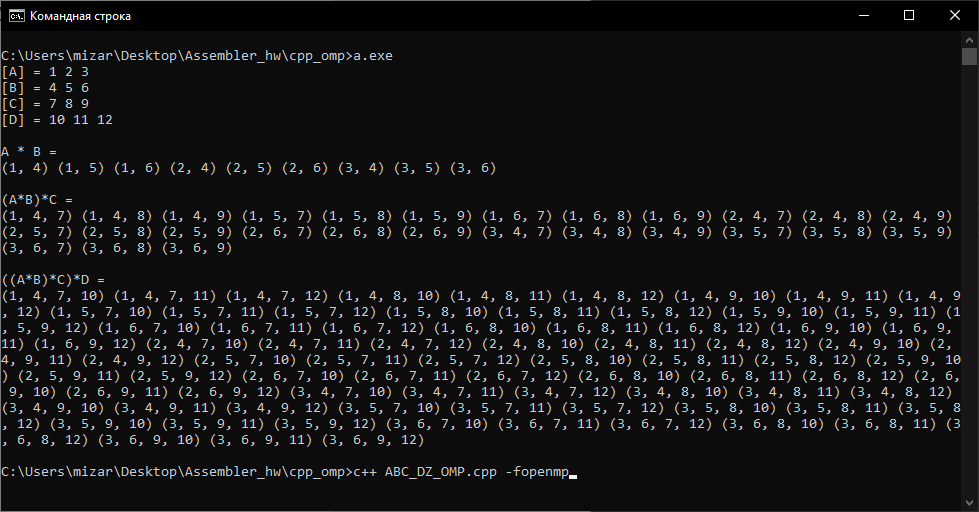 Командная строка
C:\Users\mizar\Desktop\Assembler_hw\cpp_omp>a.exe
[A] = 1 2 3
[B] = 4 5 6
[C] = 7 8 9
[D] = 10 11 12
A * B =
(1, 4) (1, 5) (1, 6) (2, 4) (2, 5) (2, 6) (3, 4) (3, 5) (3, 6)
(A*B)*C =
(1, 4, 7) (1, 4, 8) (1, 4, 9) (1, 5, 7) (1, 5, 8) (1, 5, 9) (1, 6, 7) (1, 6, 8) (1, 6, 9) (2, 4, 7) (2, 4, 8) (2, 4, 9)
(2, 5, 7) (2, 5, 8) (2, 5, 9) (2, 6, 7) (2, 6, 8) (2, 6, 9) (3, 4, 7) (3, 4, 8) (3, 4, 9) (3, 5, 7) (3, 5, 8) (3, 5, 9)
(3, 6, 7) (3, 6, 8) (3, 6, 9)
((A*B)*C)*D =
(1, 4, 7, 10) (1, 4, 7, 11) (1, 4, 7, 12) (1, 4, 8, 10) (1, 4, 8, 11) (1, 4, 8, 12) (1, 4, 9, 10) (1, 4, 9, 11) (1, 4, 9
, 12) (1, 5, 7, 10) (1, 5, 7, 11) (1, 5, 7, 12) (1, 5, 8, 10) (1, 5, 8, 11) (1, 5, 8, 12) (1, 5, 9, 10) (1, 5, 9, 11) (1
, 5, 9, 12) (1, 6, 7, 10) (1, 6, 7, 11) (1, 6, 7, 12) (1, 6, 8, 10) (1, 6, 8, 11) (1, 6, 8, 12) (1, 6, 9, 10) (1, 6, 9,
11) (1, 6, 9, 12) (2, 4, 7, 10) (2, 4, 7, 11) (2, 4, 7, 12) (2, 4, 8, 10) (2, 4, 8, 11) (2, 4, 8, 12) (2, 4, 9, 10) (2,
4, 9, 11) (2, 4, 9, 12) (2, 5, 7, 10) (2, 5, 7, 11) (2, 5, 7, 12) (2, 5, 8, 10) (2, 5, 8, 11) (2, 5, 8, 12) (2, 5, 9, 10
) (2, 5, 9, 11) (2, 5, 9, 12) (2, 6, 7, 10) (2, 6, 7, 11) (2, 6, 7, 12) (2, 6, 8, 10) (2, 6, 8, 11) (2, 6, 8, 12) (2, 6,
9, 10) (2, 6, 9, 11) (2, 6, 9, 12) (3, 4, 7, 10) (3, 4, 7, 11) (3, 4, 7, 12) (3, 4, 8, 10) (3, 4, 8, 11) (3, 4, 8, 12)
(3, 4, 9, 10) (3, 4, 9, 11) (3, 4, 9, 12) (3, 5, 7, 10) (3, 5, 7, 11) (3, 5, 7, 12) (3, 5, 8, 10) (3, 5, 8, 11) (3, 5, 8
, 12) (3, 5, 9, 10) (3, 5, 9, 11) (3, 5, 9, 12) (3, 6, 7, 10) (3, 6, 7, 11) (3, 6, 7, 12) (3, 6, 8, 10) (3, 6, 8, 11) (3
, 6, 8, 12) (3, 6, 9, 10) (3, 6, 9, 11) (3, 6, 9, 12)
C:\Users\mizar\Desktop\Assembler_hw\cpp_omp>c++ ABC_DZ_OMP.cpp -fopenmp